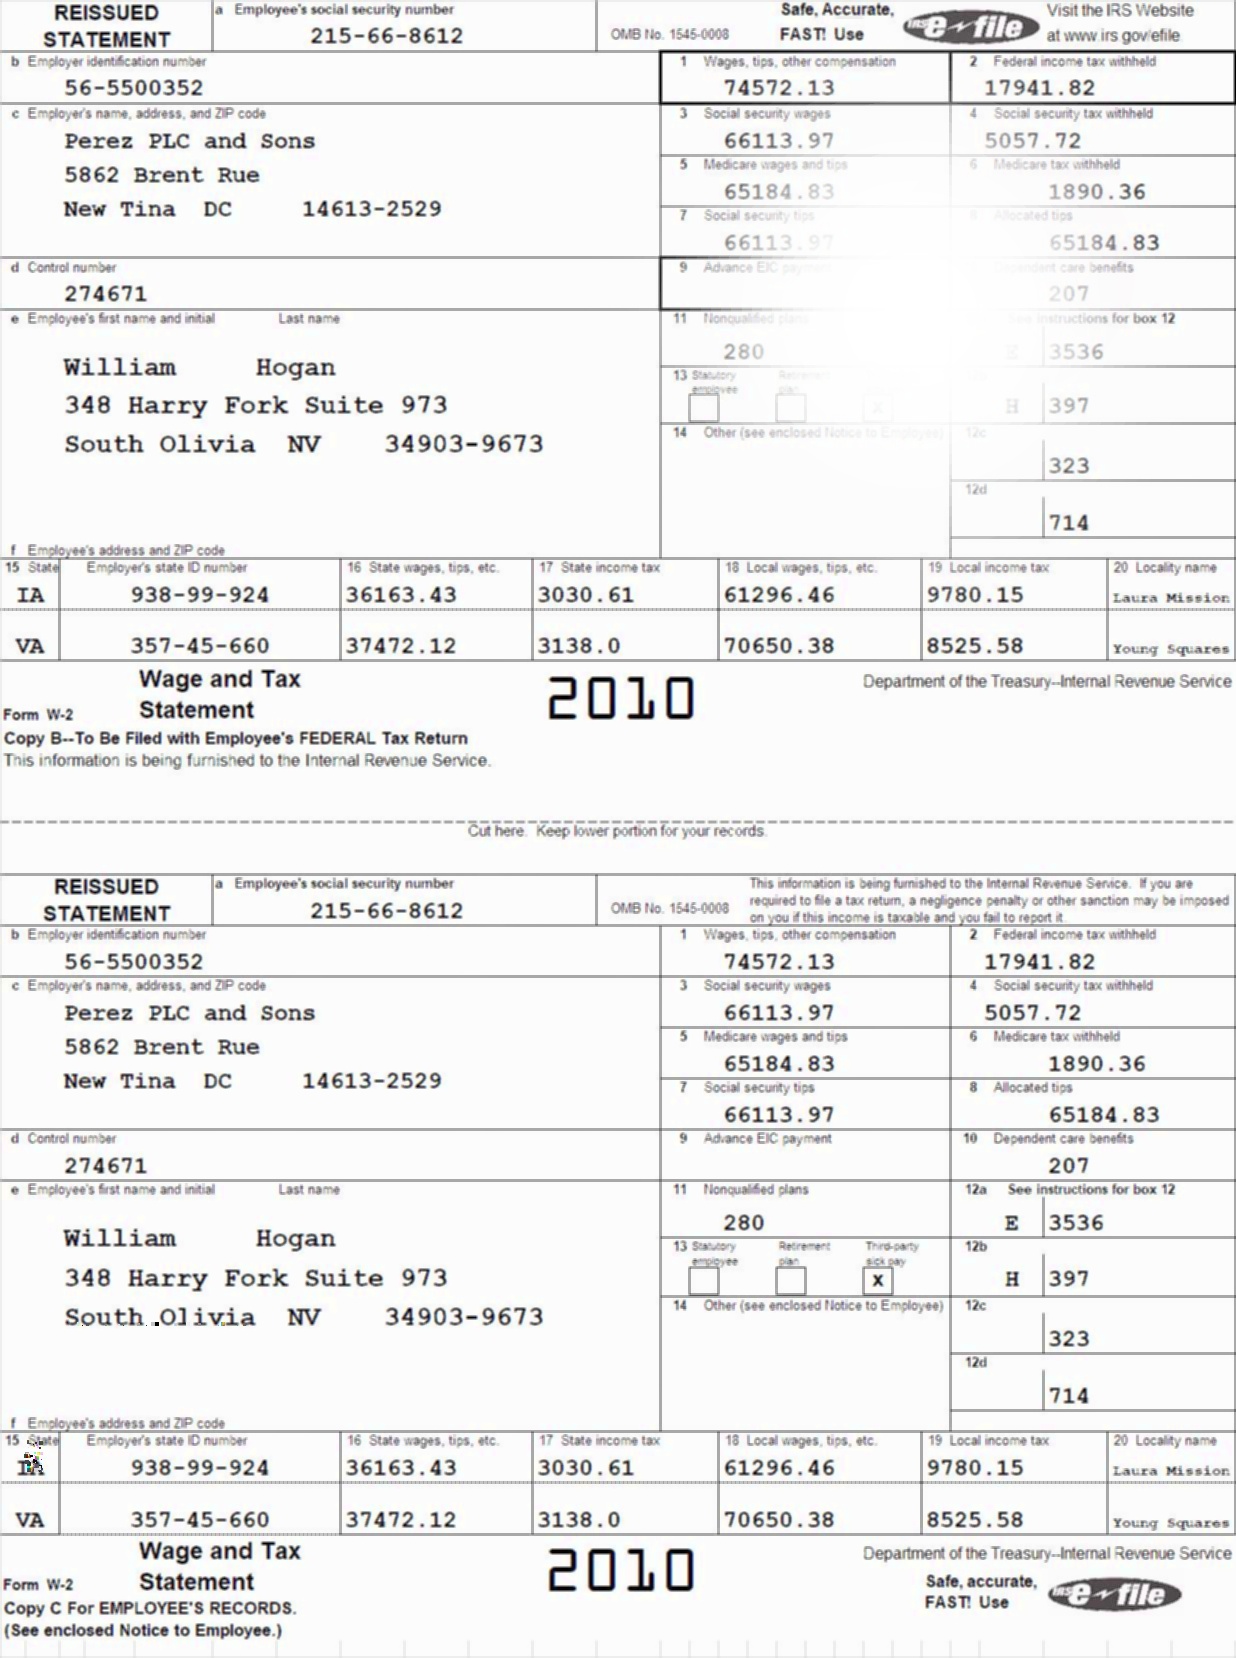 REISSUED STATEMENT
a Employee's social security number
215-66-8612
OMB No. 1545-0008
Safe, Accurate, FAST! Use
IRS e-file
Visit the IRS Website at www.irs.gov/efile
b Employer identification number
56-5500352
1 Wages, tips, other compensation
74572.13
2 Federal income tax withheld
17941.82
c Employer's name, address, and ZIP code
Perez PLC and Sons
5862 Brent Rue
New Tina DC 14613-2529
3 Social security wages
66113.97
4 Social security tax withheld
5057.72
5 Medicare wages and tips
65184.83
6 Medicare tax withheld
1890.36
7 Social security tips
66113.97
Allocated tips
65184.83
d Control number
274671
9 Advance EIC payment
Dependent care benefits
207
e Employee's first name and initial Last name
William Hogan
348 Harry Fork Suite 973
South Olivia NV 34903-9673
11 Nonqualified plans
280
See instructions for box 12
E 3536
13 Statutory employee
Retirement plan
x
H 397
14 Other (see enclosed Notice to Employee)
12c
323
12d
714
f Employee's address and ZIP code
15 State Employer's state ID number 16 State wages, tips, etc. 17 State income tax 18 Local wages, tips, etc. 19 Local income tax 20 Locality name
IA 938-99-924 36163.43 3030.61 61296.46 9780.15 Laura Mission
VA 357-45-660 37472.12 3138.0 70650.38 8525.58 Young Squares
Form W-2
Wage and Tax Statement
2010
Department of the Treasury--Internal Revenue Service
Copy B--To Be Filed with Employee's FEDERAL Tax Return
This information is being furnished to the Internal Revenue Service.
Cut here. Keep lower portion for your records.
REISSUED STATEMENT
a Employee's social security number
215-66-8612
OMB No. 1545-0008
This information is being furnished to the Internal Revenue Service. If you are
required to file a tax return, a negligence penalty or other sanction may be imposed
on you if this income is taxable and you fail to report it.
b Employer identification number
56-5500352
1 Wages, tips, other compensation
74572.13
2 Federal income tax withheld
17941.82
c Employer's name, address, and ZIP code
Perez PLC and Sons
5862 Brent Rue
New Tina DC 14613-2529
3 Social security wages
66113.97
4 Social security tax withheld
5057.72
5 Medicare wages and tips
65184.83
6 Medicare tax withheld
1890.36
7 Social security tips
66113.97
8 Allocated tips
65184.83
d Control number
274671
9 Advance EIC payment
10 Dependent care benefits
207
e Employee's first name and initial Last name
William Hogan
348 Harry Fork Suite 973
South Olivia NV 34903-9673
11 Nonqualified plans
280
12a See instructions for box 12
E 3536
13 Statutory employee
Retirement plan
Third-party sick pay
x
12b
H 397
14 Other (see enclosed Notice to Employee)
12c
323
12d
714
f Employee's address and ZIP code
15 State Employer's state ID number 16 State wages, tips, etc. 17 State income tax 18 Local wages, tips, etc. 19 Local income tax 20 Locality name
IA 938-99-924 36163.43 3030.61 61296.46 9780.15 Laura Mission
VA 357-45-660 37472.12 3138.0 70650.38 8525.58 Young Squares
Form W-2
Wage and Tax Statement
2010
Department of the Treasury--Internal Revenue Service
Safe, accurate, FAST! Use
IRS e-file
Copy C For EMPLOYEE'S RECORDS.
(See enclosed Notice to Employee.)